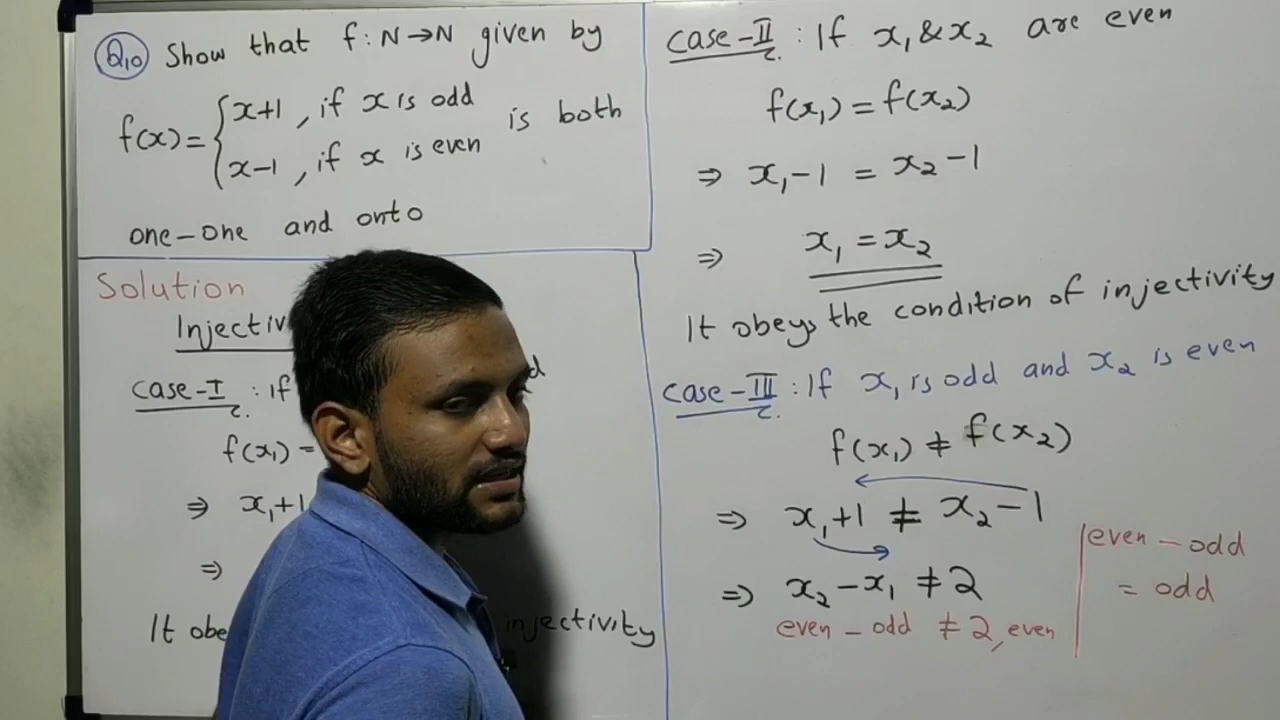 Q10 Show that f: N→N given by
f(x)= { x+1 , if x is odd
x-1 , if x is even
is both
one-one and onto
Solution
Injectiv
Case-I : if
f(x₁) =
⇒ x₁+1
⇒
It obe injectivity
Case-II : If x₁ & x₂ are even
f(x₁) = f(x₂)
⇒ x₁-1 = x₂-1
⇒ x₁ = x₂
It obeys the condition of injectivity
Case-III : If x₁ is odd and x₂ is even
f(x₁) ≠ f(x₂)
⇒ x₁+1 ≠ x₂-1
⇒ x₂-x₁ ≠ 2
even - odd ≠ 2, even
even - odd
= odd